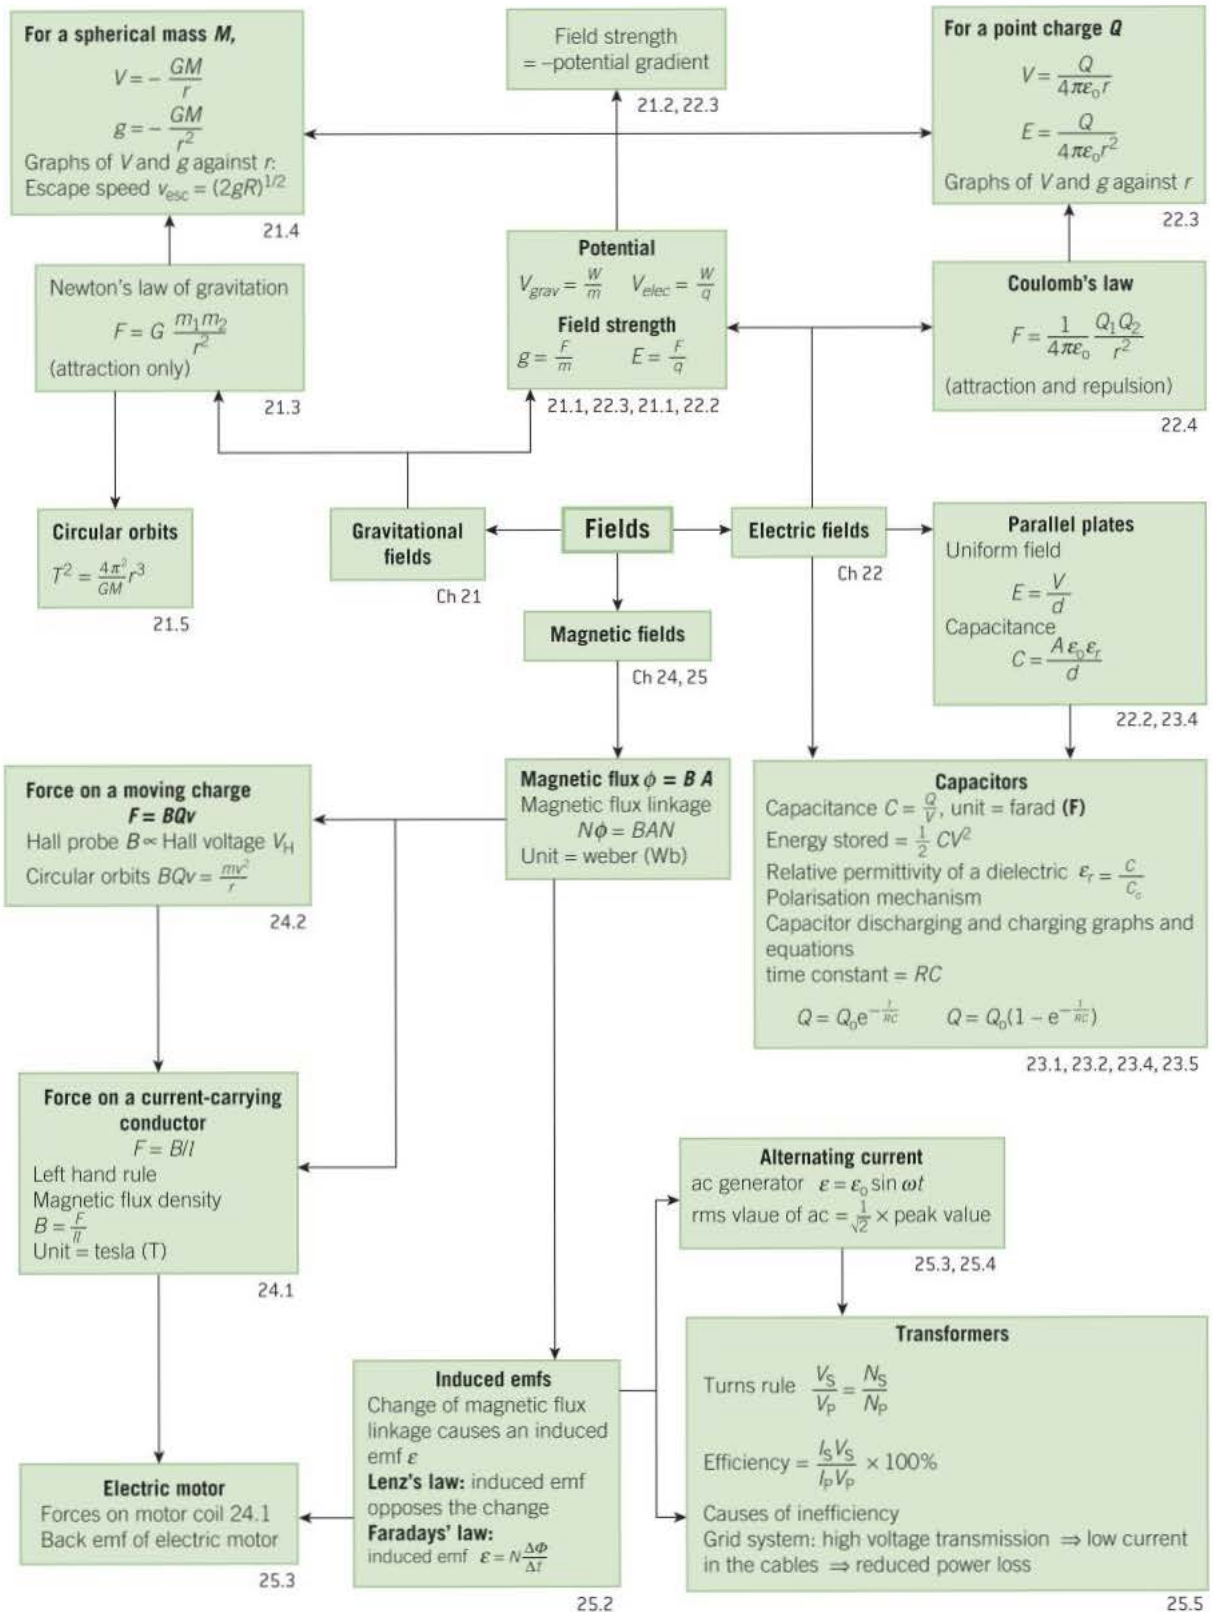 For a spherical mass M,
V = – GM/r
g = – GM/r²
Graphs of V and g against r:
Escape speed v_esc = (2gR)^1/2
21.4
Field strength
= –potential gradient
21.2, 22.3
For a point charge Q
V = Q/4πε₀r
E = Q/4πε₀r²
Graphs of V and g against r
22.3
Newton's law of gravitation
F = G m₁m₂/r²
(attraction only)
21.3
Potential
V_grav = W/m V_elec = W/q
Field strength
g = F/m E = F/q
21.1, 22.3, 21.1, 22.2
Coulomb's law
F = 1/4πε₀ Q₁Q₂/r²
(attraction and repulsion)
22.4
Circular orbits
T² = 4π²/GM r³
21.5
Gravitational
fields
Ch 21
Fields
Electric fields
Ch 22
Parallel plates
Uniform field
E = V/d
Capacitance
C = Aε₀εᵣ/d
22.2, 23.4
Magnetic fields
Ch 24, 25
Force on a moving charge
F = BQv
Hall probe B ∝ Hall voltage V_H
Circular orbits BQv = mv²/r
24.2
Magnetic flux ϕ = B A
Magnetic flux linkage
Nϕ = BAN
Unit = weber (Wb)
Capacitors
Capacitance C = Q/V, unit = farad (F)
Energy stored = 1/2 CV²
Relative permittivity of a dielectric εᵣ = C/C₀
Polarisation mechanism
Capacitor discharging and charging graphs and
equations
time constant = RC
Q = Q₀e^–t/RC Q = Q₀(1 – e^–t/RC)
23.1, 23.2, 23.4, 23.5
Force on a current-carrying
conductor
F = BIl
Left hand rule
Magnetic flux density
B = F/Il
Unit = tesla (T)
24.1
Alternating current
ac generator ε = ε₀ sin ωt
rms vlaue of ac = 1/√2 × peak value
25.3, 25.4
Transformers
Turns rule V_S/V_P = N_S/N_P
Efficiency = I_S V_S/I_P V_P × 100%
Causes of inefficiency
Grid system: high voltage transmission ⇒ low current
in the cables ⇒ reduced power loss
25.5
Induced emfs
Change of magnetic flux
linkage causes an induced
emf ε
Lenz's law: induced emf
opposes the change
Faradays' law:
induced emf ε = N ΔΦ/Δt
25.2
Electric motor
Forces on motor coil 24.1
Back emf of electric motor
25.3